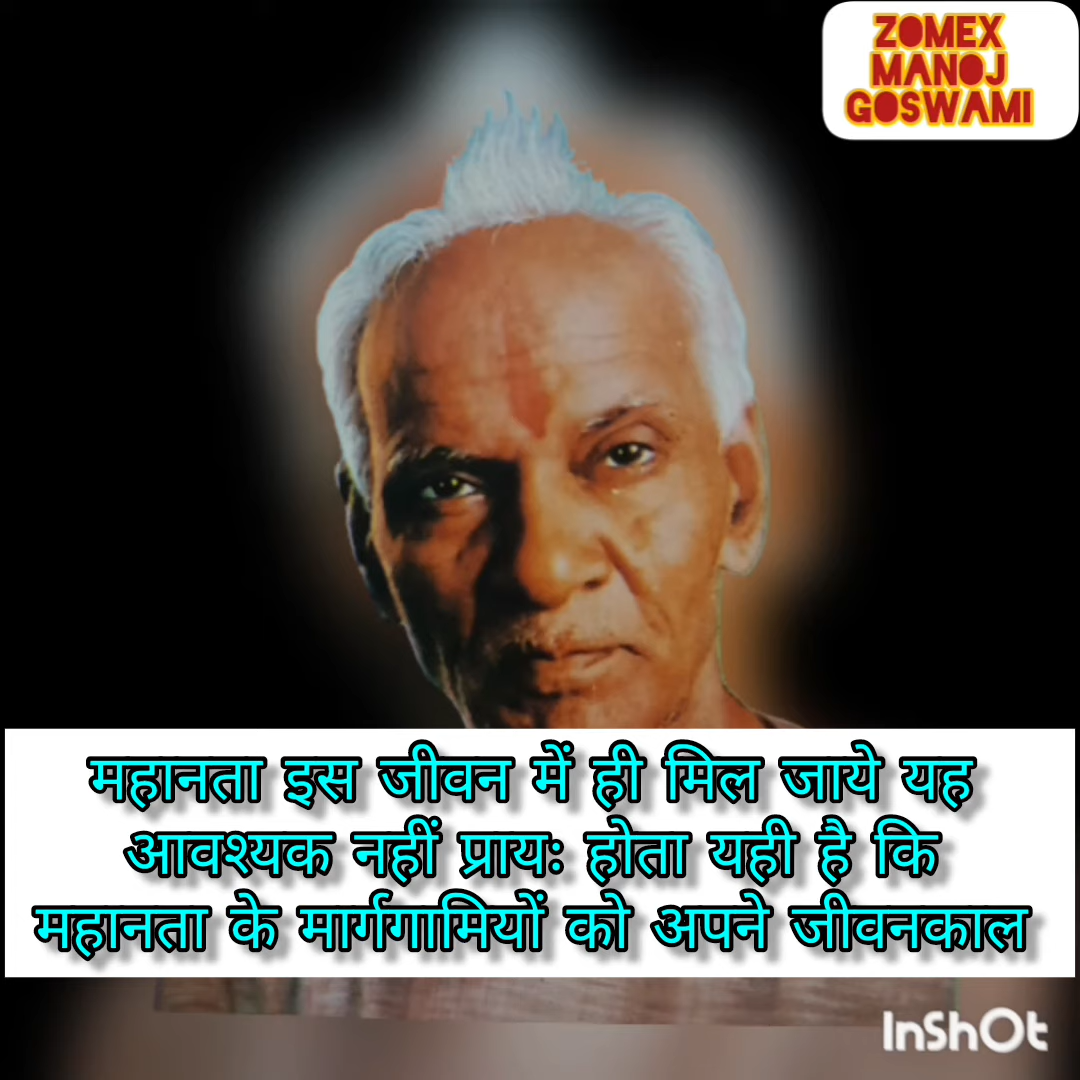 ZOMEX
MANOJ
GOSWAMI
महानता इस जीवन में ही मिल जाये यह
आवश्यक नहीं प्रायः होता यही है कि
महानता के मार्गगामियों को अपने जीवनकाल
InShOt